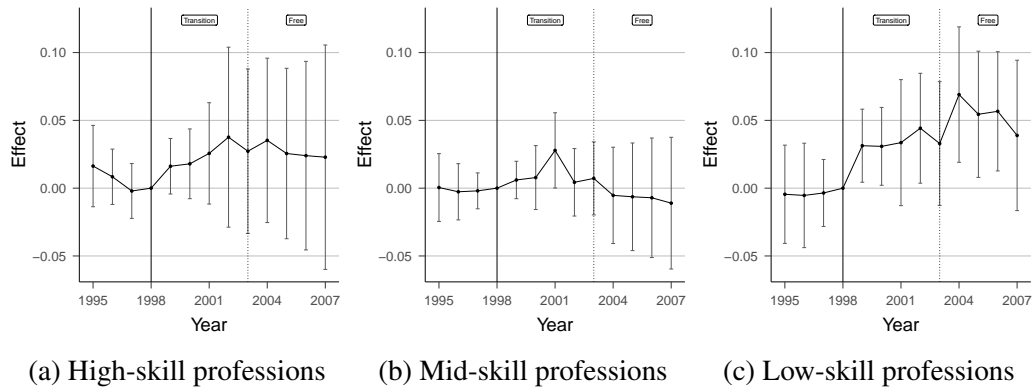 Transition
Free
0.10
0.05
0.00
−0.05
Effect
1995
1998
2001
2004
2007
Year
(a) High-skill professions
Transition
Free
0.10
0.05
0.00
−0.05
Effect
1995
1998
2001
2004
2007
Year
(b) Mid-skill professions
Transition
Free
0.10
0.05
0.00
−0.05
Effect
1995
1998
2001
2004
2007
Year
(c) Low-skill professions